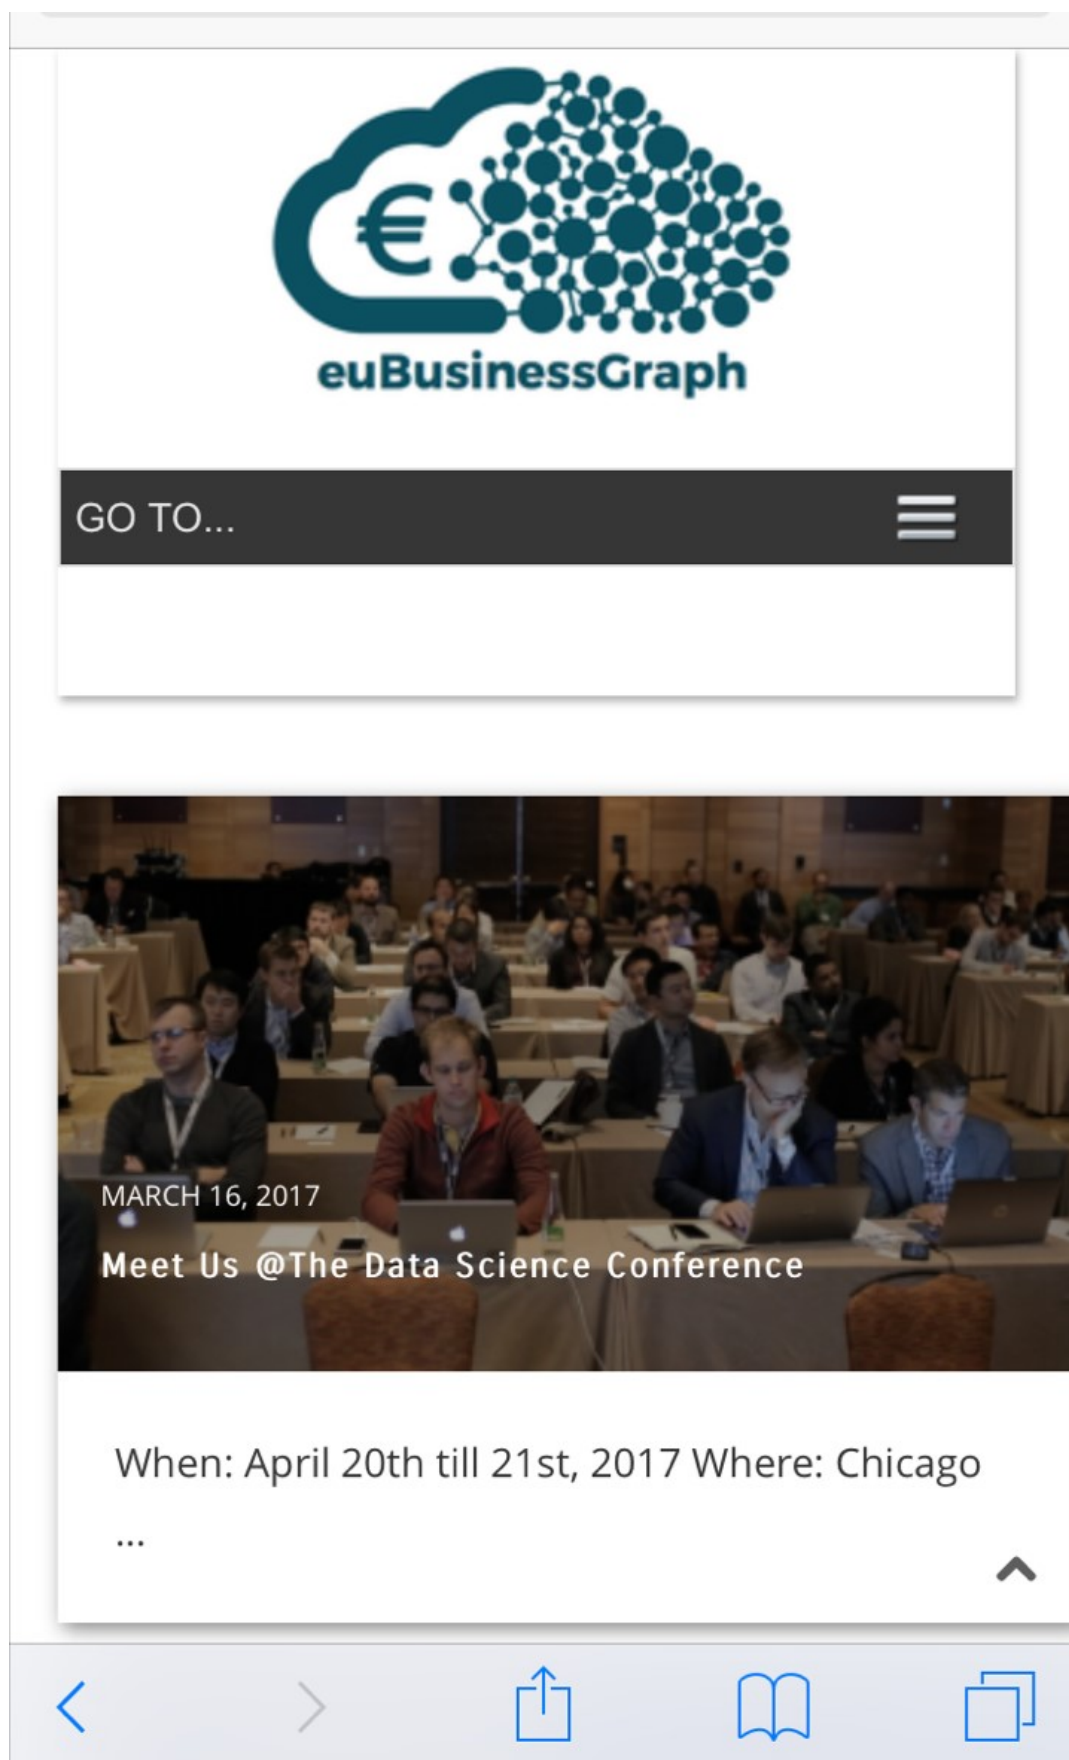 €
euBusinessGraph
GO TO...
MARCH 16, 2017
Meet Us @The Data Science Conference
When: April 20th till 21st, 2017 Where: Chicago
...